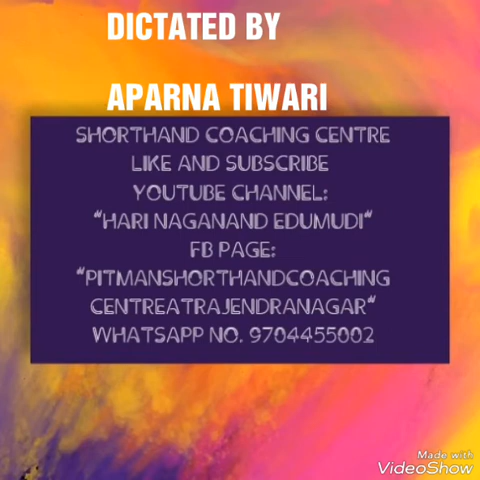 DICTATED BY
APARNA TIWARI
SHORTHAND COACHING CENTRE
LIKE AND SUBSCRIBE
YOUTUBE CHANNEL:
"HARI NAGANAND EDUMUDI"
FB PAGE:
"PITMANSHORTHANDCOACHING
CENTREATRAJENDRANAGAR"
WHATSAPP NO. 9704455002
Made with
VideoShow